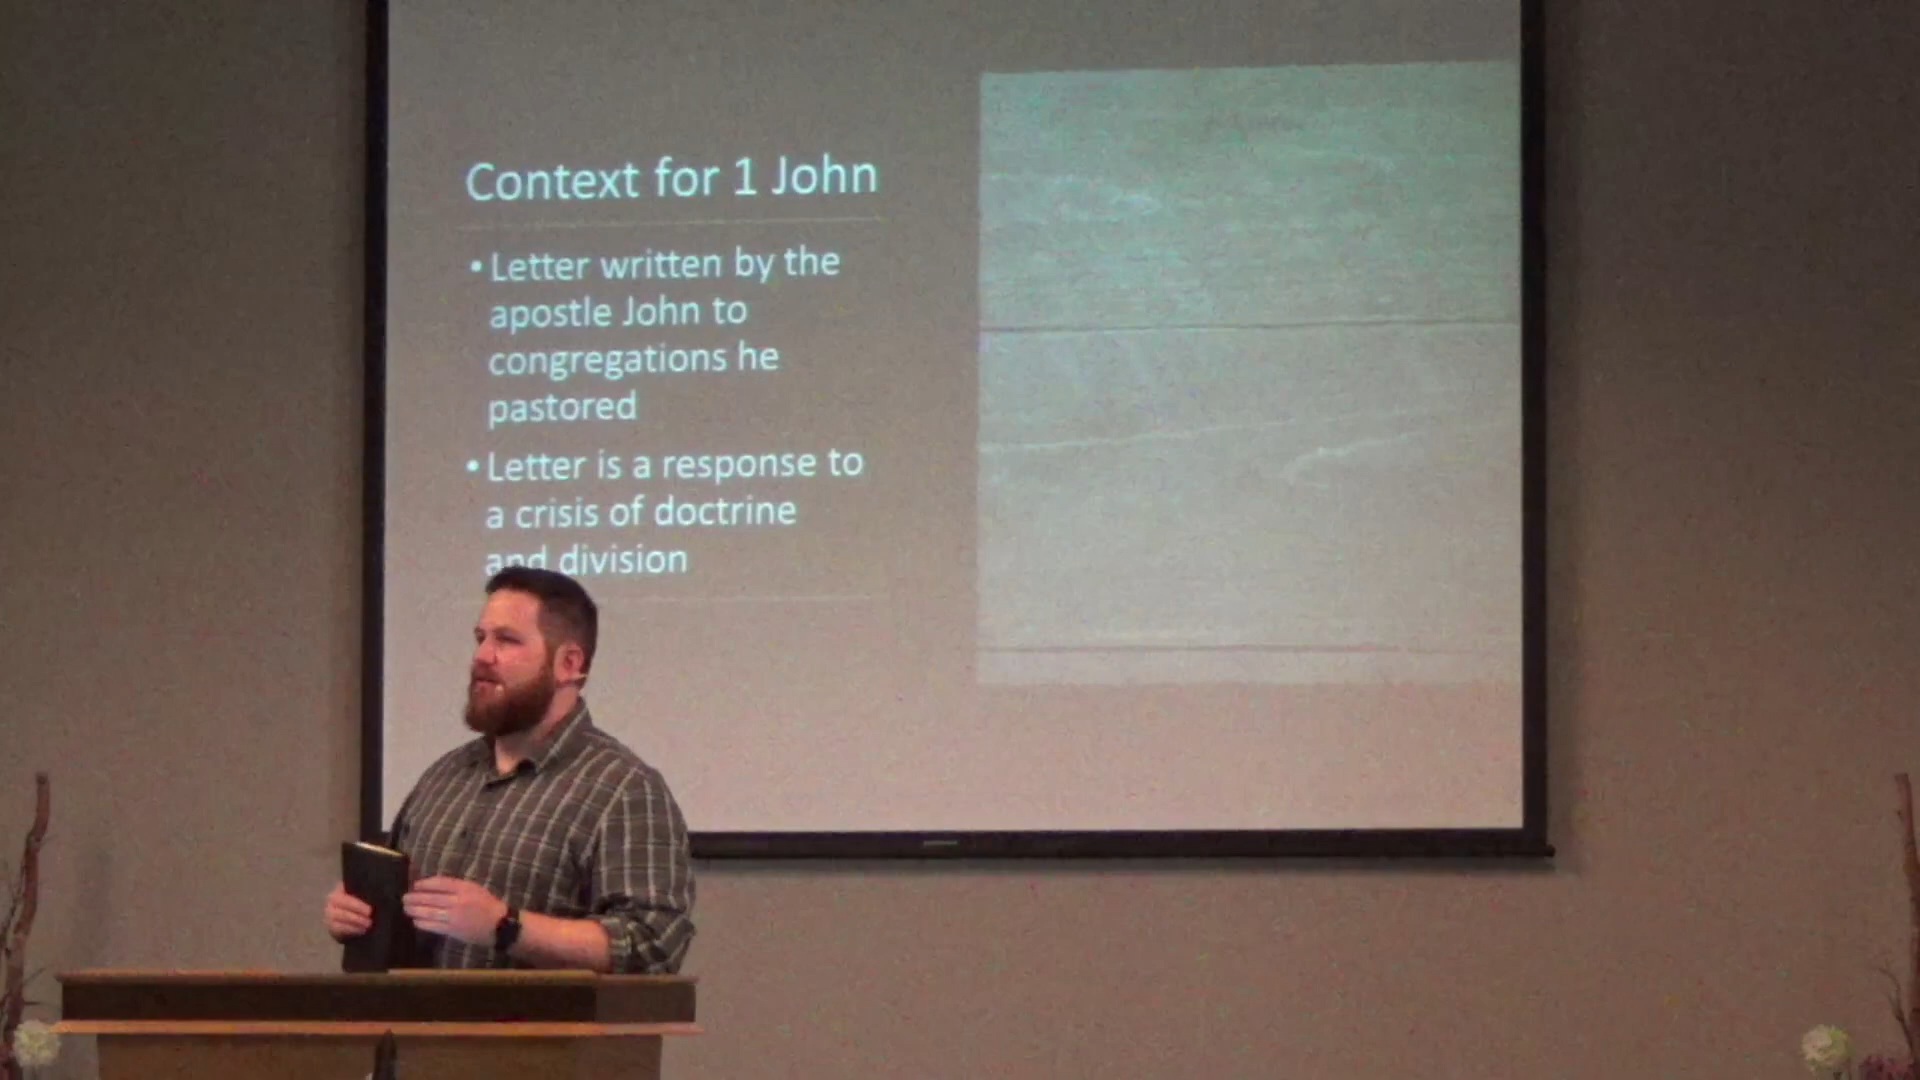 Context for 1 John
• Letter written by the
apostle John to
congregations he
pastored
• Letter is a response to
a crisis of doctrine
and division